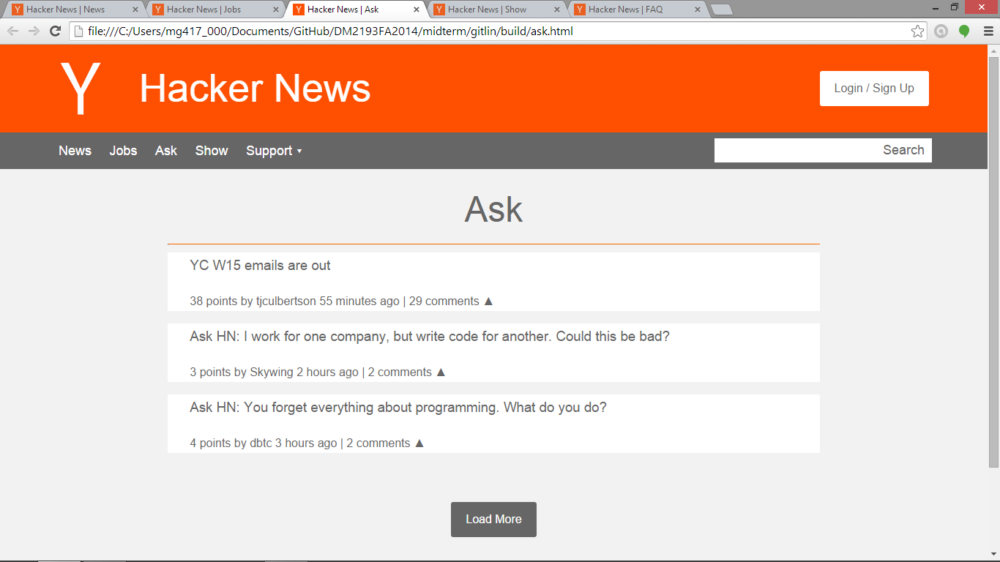 Hacker News | News
Hacker News | Jobs
Hacker News | Ask
Hacker News | Show
Hacker News | FAQ
file:///C:/Users/mg417_000/Documents/GitHub/DM2193FA2014/midterm/gitlin/build/ask.html
Y Hacker News
Login / Sign Up
News Jobs Ask Show Support ▾
Search
Ask
YC W15 emails are out
38 points by tjculbertson 55 minutes ago | 29 comments ▲
Ask HN: I work for one company, but write code for another. Could this be bad?
3 points by Skywing 2 hours ago | 2 comments ▲
Ask HN: You forget everything about programming. What do you do?
4 points by dbtc 3 hours ago | 2 comments ▲
Load More